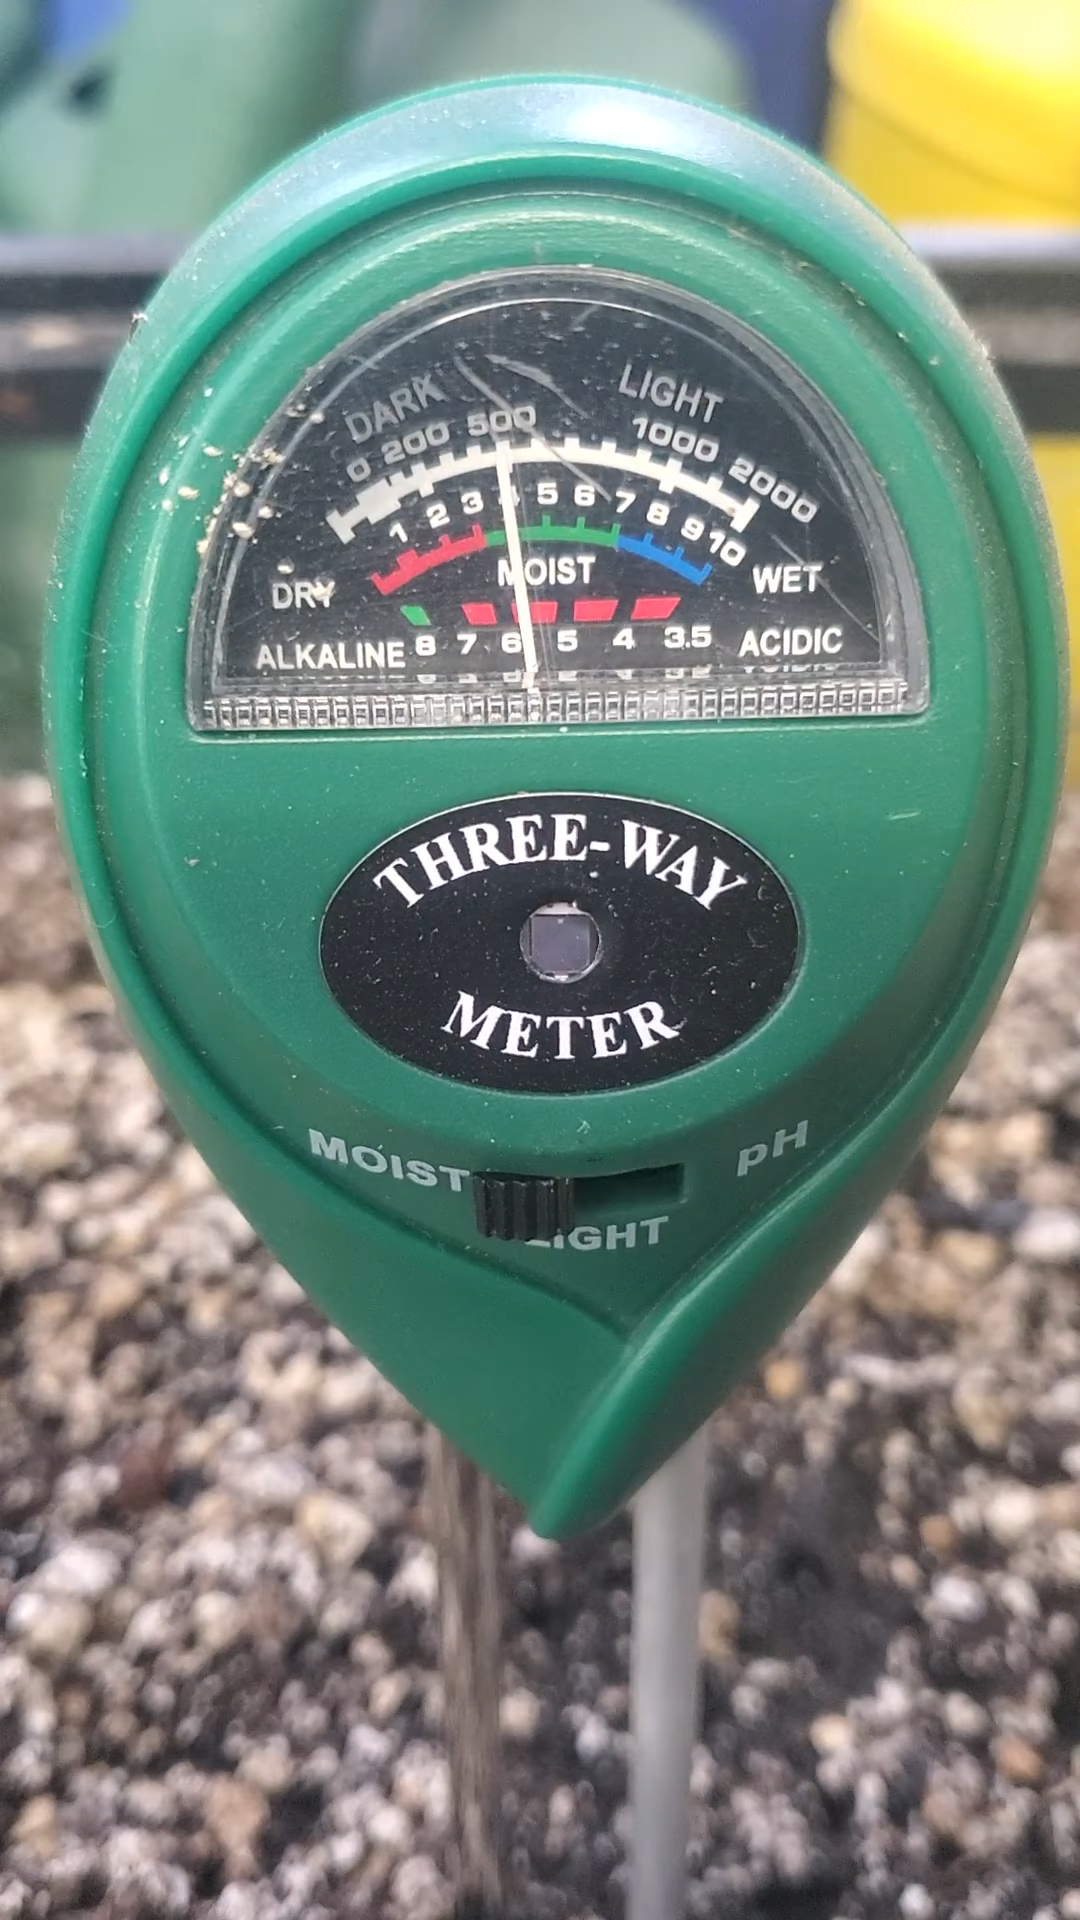 DARK LIGHT
0 200 500 1000 2000
1 2 3 4 5 6 7 8 9 10
DRY MOIST WET
ALKALINE 8 7 6 5 4 3.5 ACIDIC
THREE-WAY
METER
MOIST pH
LIGHT